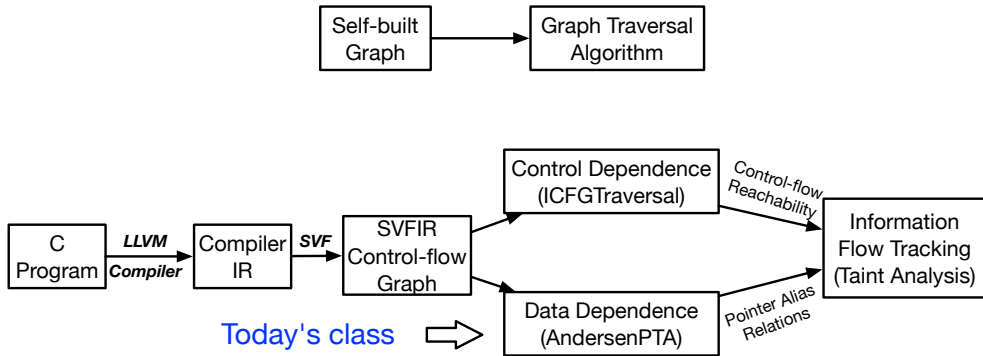 Self-built
Graph
Graph Traversal
Algorithm
Control Dependence
(ICFGTraversal)
Control-flow
Reachability
C
Program
LLVM
Compiler
Compiler
IR
SVF
SVFIR
Control-flow
Graph
Information
Flow Tracking
(Taint Analysis)
Today's class
Data Dependence
(AndersenPTA)
Pointer Alias
Relations